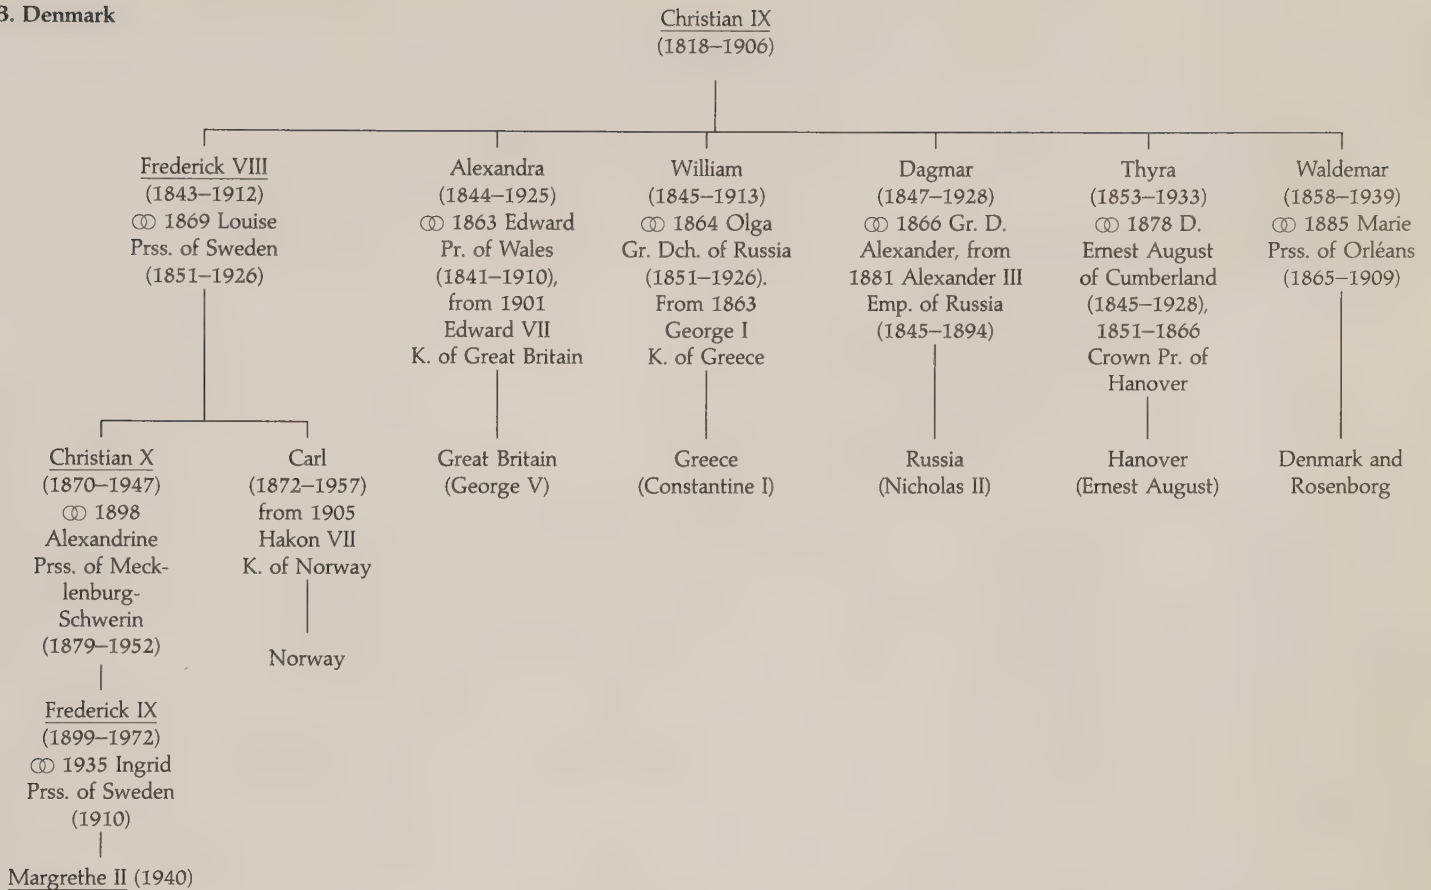 3. Denmark
Christian IX
(1818–1906)
Frederick VIII
(1843–1912)
⚭ 1869 Louise
Prss. of Sweden
(1851–1926)
Alexandra
(1844–1925)
⚭ 1863 Edward
Pr. of Wales
(1841–1910),
from 1901
Edward VII
K. of Great Britain
William
(1845–1913)
⚭ 1864 Olga
Gr. Dch. of Russia
(1851–1926).
From 1863
George I
K. of Greece
Dagmar
(1847–1928)
⚭ 1866 Gr. D.
Alexander, from
1881 Alexander III
Emp. of Russia
(1845–1894)
Thyra
(1853–1933)
⚭ 1878 D.
Ernest August
of Cumberland
(1845–1928),
1851–1866
Crown Pr. of
Hanover
Waldemar
(1858–1939)
⚭ 1885 Marie
Prss. of Orléans
(1865–1909)
Christian X
(1870–1947)
⚭ 1898
Alexandrine
Prss. of Meck-
lenburg-
Schwerin
(1879–1952)
Carl
(1872–1957)
from 1905
Hakon VII
K. of Norway
Great Britain
(George V)
Greece
(Constantine I)
Russia
(Nicholas II)
Hanover
(Ernest August)
Denmark and
Rosenborg
Norway
Frederick IX
(1899–1972)
⚭ 1935 Ingrid
Prss. of Sweden
(1910)
Margrethe II (1940)